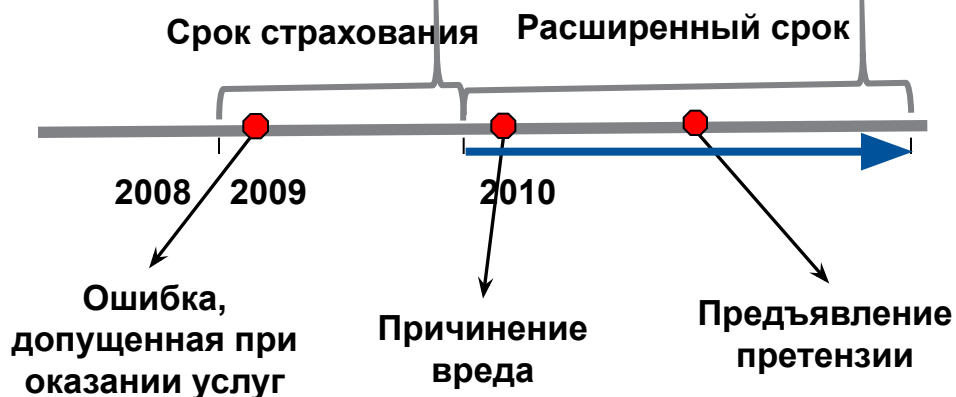 Срок страхования
Расширенный срок
2008
2009
2010
Ошибка,
допущенная при
оказании услуг
Причинение
вреда
Предъявление
претензии